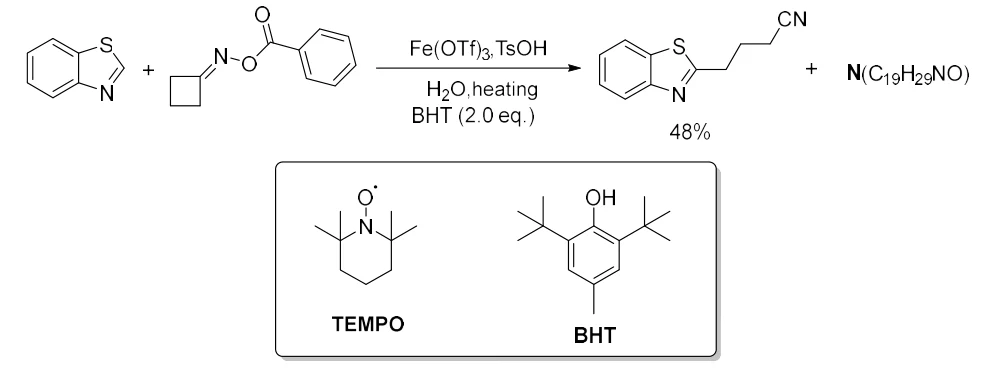 O
CN
S
N
O
+
N
Fe(OTf)₃,TsOH
H₂O,heating
BHT (2.0 eq.)
S
N
48%
+
N(C₁₉H₂₉NO)
O•
N
TEMPO
OH
BHT